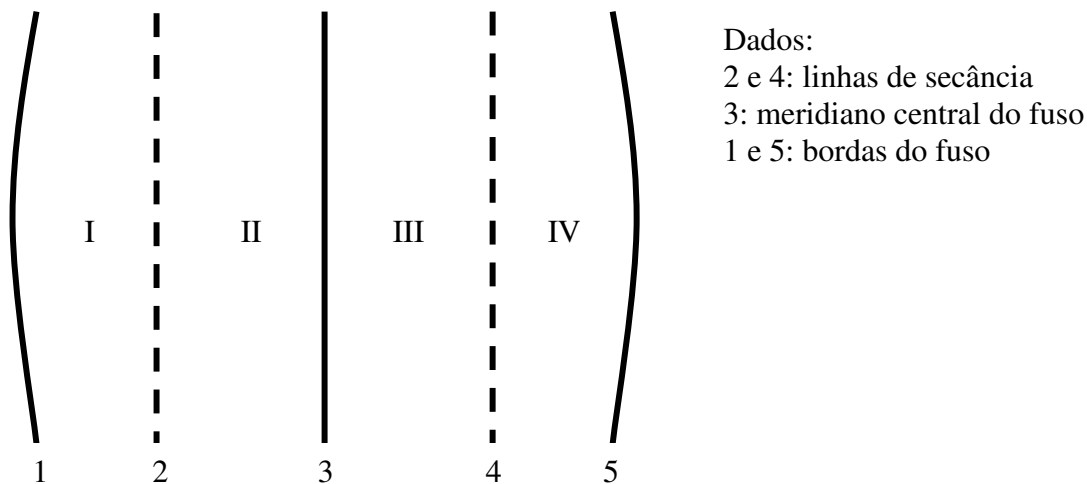 Dados:
2 e 4: linhas de secância
3: meridiano central do fuso
1 e 5: bordas do fuso
I II III IV
1 2 3 4 5